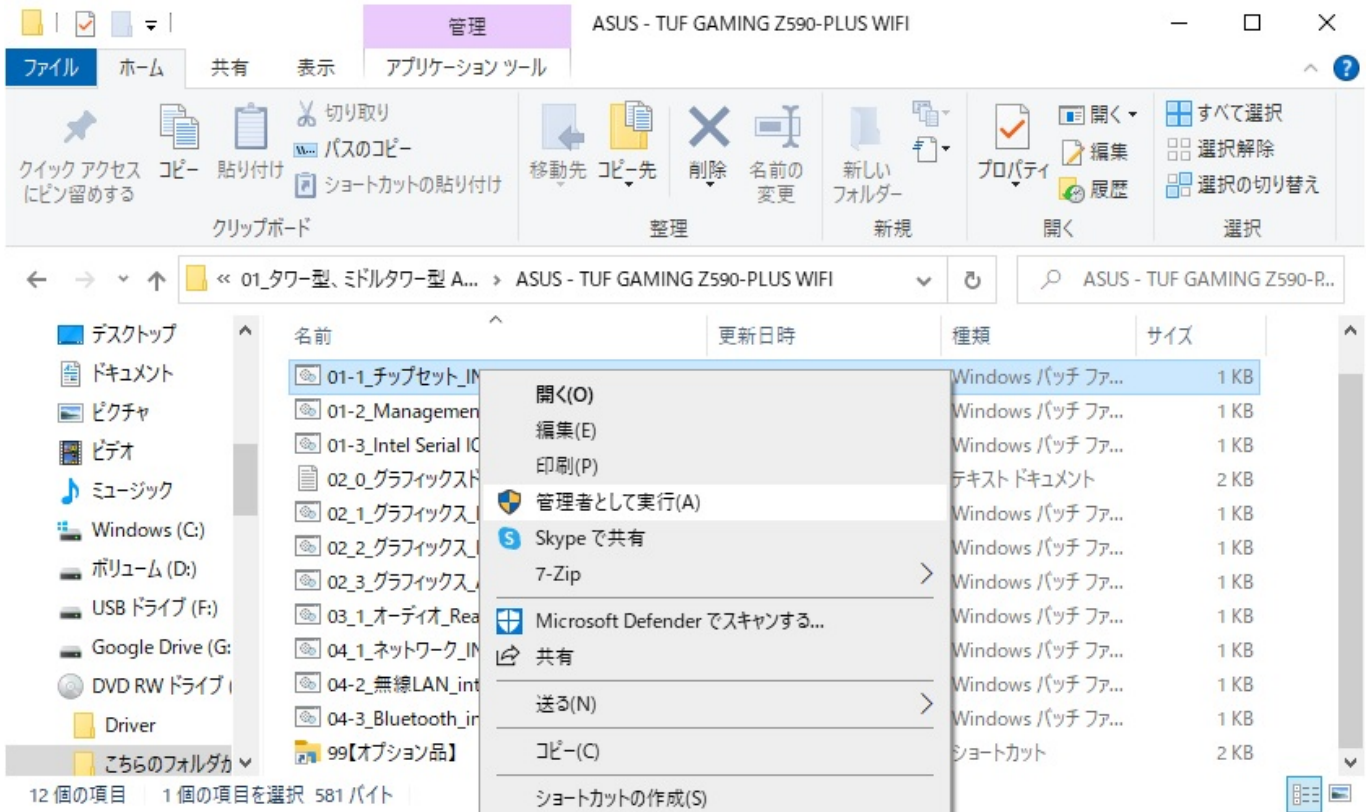 管理
ASUS - TUF GAMING Z590-PLUS WIFI
ファイル
ホーム
共有
表示
アプリケーション ツール
クイック アクセス
にピン留めする
コピー
貼り付け
切り取り
パスのコピー
ショートカットの貼り付け
クリップボード
移動先
コピー先
削除
名前の
変更
整理
新しい
フォルダー
新規
プロパティ
開く
編集
履歴
開く
すべて選択
選択解除
選択の切り替え
選択
« 01_タワー型、ミドルタワー型 A... › ASUS - TUF GAMING Z590-PLUS WIFI
ASUS - TUF GAMING Z590-P...
デスクトップ
ドキュメント
ピクチャ
ビデオ
ミュージック
Windows (C:)
ボリューム (D:)
USB ドライブ (F:)
Google Drive (G:
DVD RW ドライブ (
Driver
こちらのフォルダか
名前 更新日時 種類 サイズ
01-1_チップセット_IN Windows バッチ ファ... 1 KB
01-2_Managemen Windows バッチ ファ... 1 KB
01-3_Intel Serial IO Windows バッチ ファ... 1 KB
02_0_グラフィックスド テキスト ドキュメント 2 KB
02_1_グラフィックス_ Windows バッチ ファ... 1 KB
02_2_グラフィックス_ Windows バッチ ファ... 1 KB
02_3_グラフィックス_ Windows バッチ ファ... 1 KB
03_1_オーディオ_Rea Windows バッチ ファ... 1 KB
04_1_ネットワーク_IN Windows バッチ ファ... 1 KB
04-2_無線LAN_int Windows バッチ ファ... 1 KB
04-3_Bluetooth_in Windows バッチ ファ... 1 KB
99【オプション品】 ショートカット 2 KB
開く(O)
編集(E)
印刷(P)
管理者として実行(A)
Skype で共有
7-Zip
Microsoft Defender でスキャンする...
共有
送る(N)
コピー(C)
ショートカットの作成(S)
12 個の項目 1 個の項目を選択 581 バイト